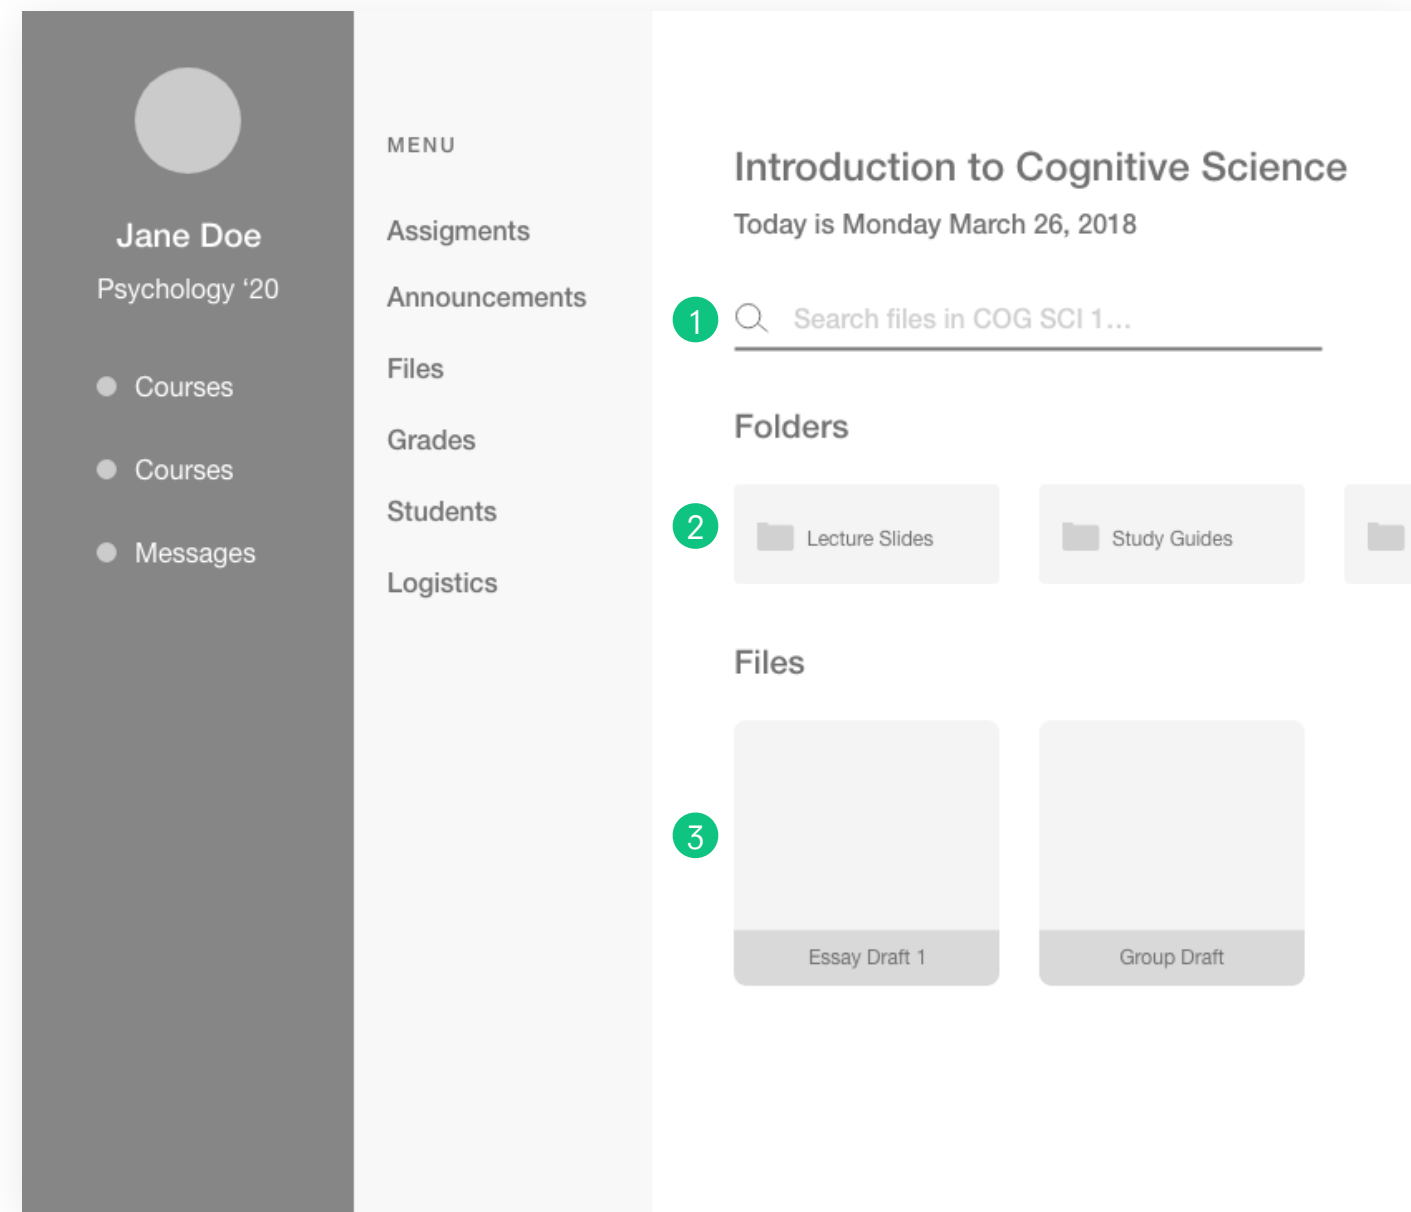 Jane Doe
Psychology ‘20
Courses
Courses
Messages
MENU
Assigments
Announcements
Files
Grades
Students
Logistics
Introduction to Cognitive Science
Today is Monday March 26, 2018
1
Search files in COG SCI 1...
Folders
2
Lecture Slides
Study Guides
Files
3
Essay Draft 1
Group Draft